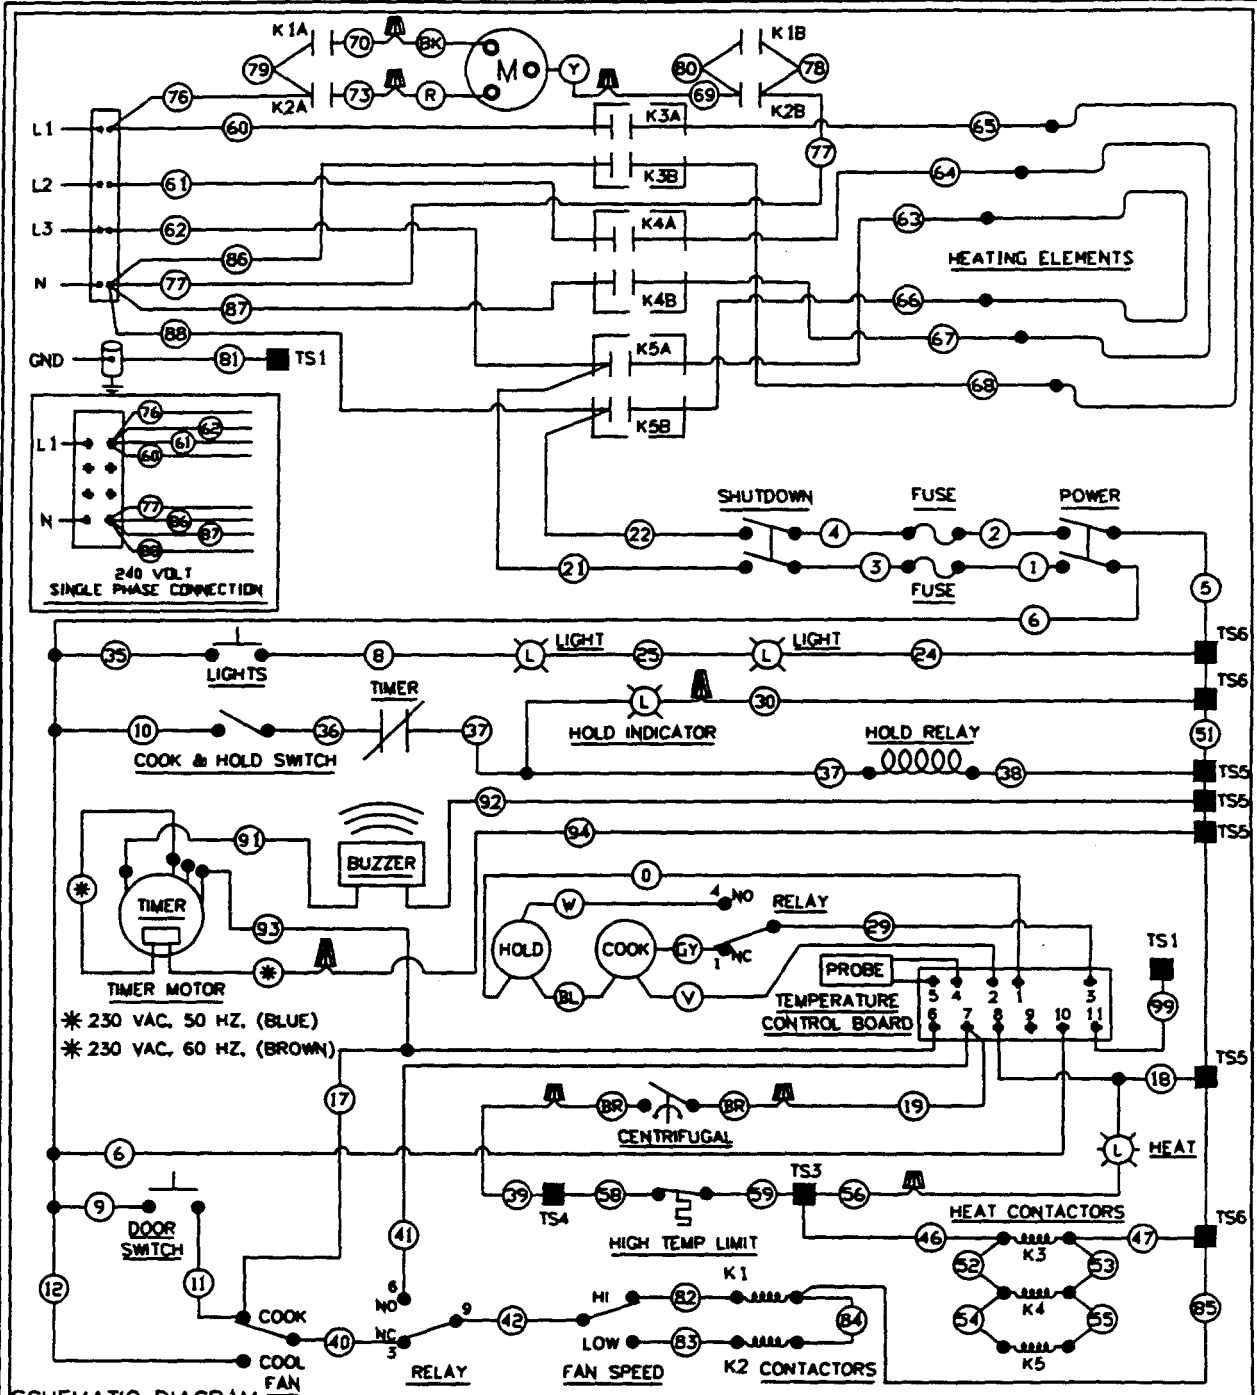 K1A 70 BK M Y 80 K1B 78
79 K2A 73 R 69 K2B
76
L1 60 K3A 65
K3B 77 64
L2 61
K4A 63
L3 62
86 HEATING ELEMENTS
N 77 K4B 66
87
88 K5A 67
GND 81 TS1
68
K5B
76
62
L1 61
60
77
N 86
87
88
240 VOLT
SINGLE PHASE CONNECTION
SHUTDOWN FUSE POWER
22 4 2
21 3 1
FUSE 5
6
TS6
35 LIGHTS 8 L LIGHT 25 L LIGHT 24
TS6
TIMER
L 30
10 36 37 HOLD INDICATOR HOLD RELAY 51
COOK & HOLD SWITCH
37 38 TS5
92 TS5
91 94 TS5
BUZZER
✳ TIMER 0
W 4 NO RELAY
93 29
HOLD COOK GY 1 NC TS1
✳ PROBE
TIMER MOTOR BL V 5 4 2 1 3
TEMPERATURE
CONTROL BOARD
6 7 8 9 10 11 99
✳ 230 VAC, 50 HZ, (BLUE)
✳ 230 VAC, 60 HZ, (BROWN)
TS5
18
17 BR BR 19
CENTRIFUGAL
6 L HEAT
TS3
39 58 59 56
TS4
9 HEAT CONTACTORS TS6
DOOR
SWITCH
41 HIGH TEMP LIMIT 46 K3 47
52 53
12 11 K1 K4
6 NO HI 82 54 55 85
COOK 9 42 84 K5
40 NC 3 LOW 83
COOL
FAN RELAY FAN SPEED K2 CONTACTORS
SCHEMATIC DIAGRAM